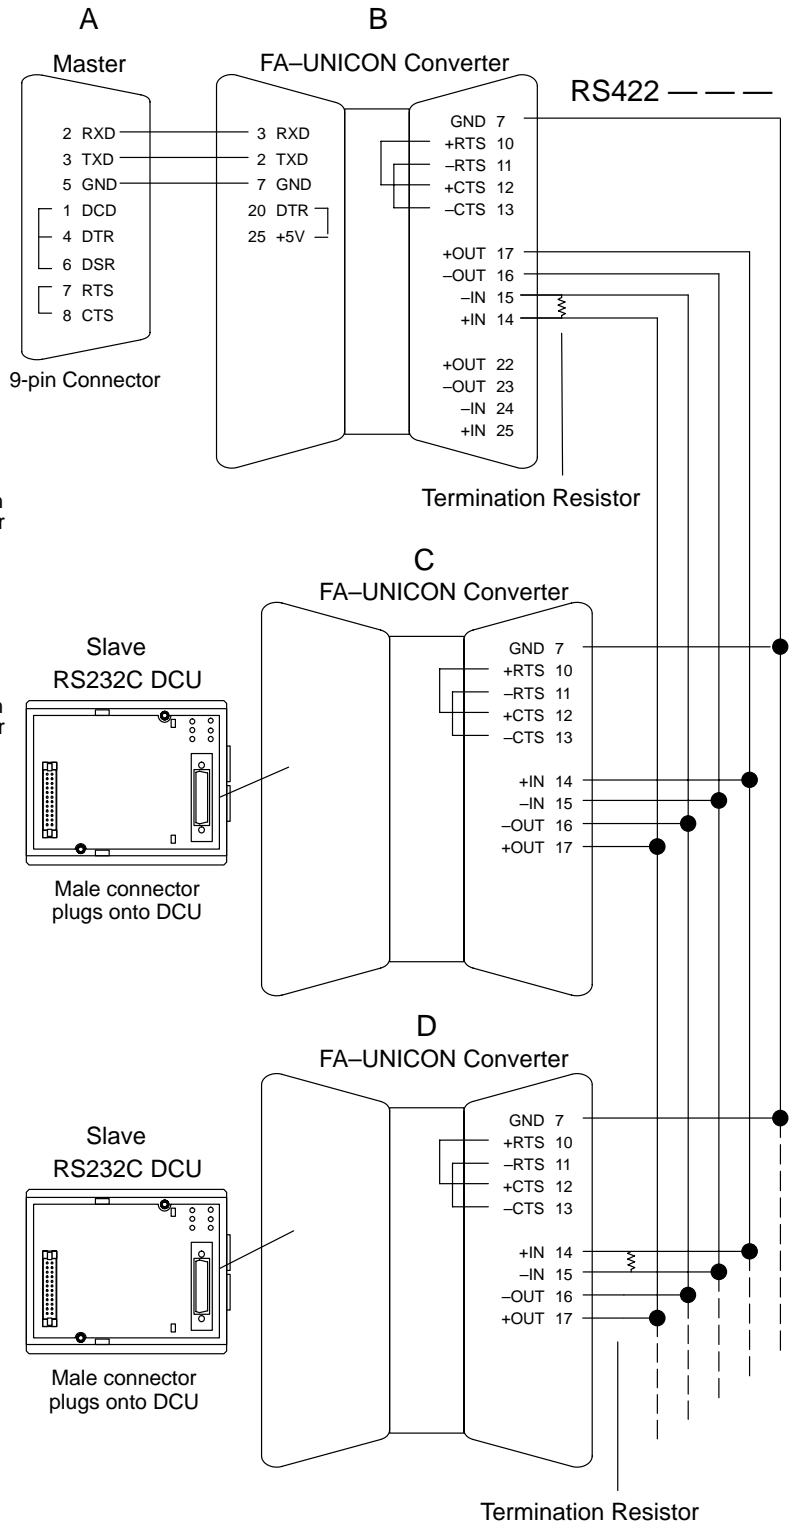 A
B
Master
FA–UNICON Converter
RS422 — — —
2 RXD
3 TXD
5 GND
1 DCD
4 DTR
6 DSR
7 RTS
8 CTS
9-pin Connector
3 RXD
2 TXD
7 GND
20 DTR
25 +5V
GND 7
+RTS 10
–RTS 11
+CTS 12
–CTS 13
+OUT 17
–OUT 16
–IN 15
+IN 14
+OUT 22
–OUT 23
–IN 24
+IN 25
Termination Resistor
n
r
C
FA–UNICON Converter
Slave
RS232C DCU
n
r
Male connector
plugs onto DCU
GND 7
+RTS 10
–RTS 11
+CTS 12
–CTS 13
+IN 14
–IN 15
–OUT 16
+OUT 17
D
FA–UNICON Converter
Slave
RS232C DCU
Male connector
plugs onto DCU
GND 7
+RTS 10
–RTS 11
+CTS 12
–CTS 13
+IN 14
–IN 15
–OUT 16
+OUT 17
Termination Resistor